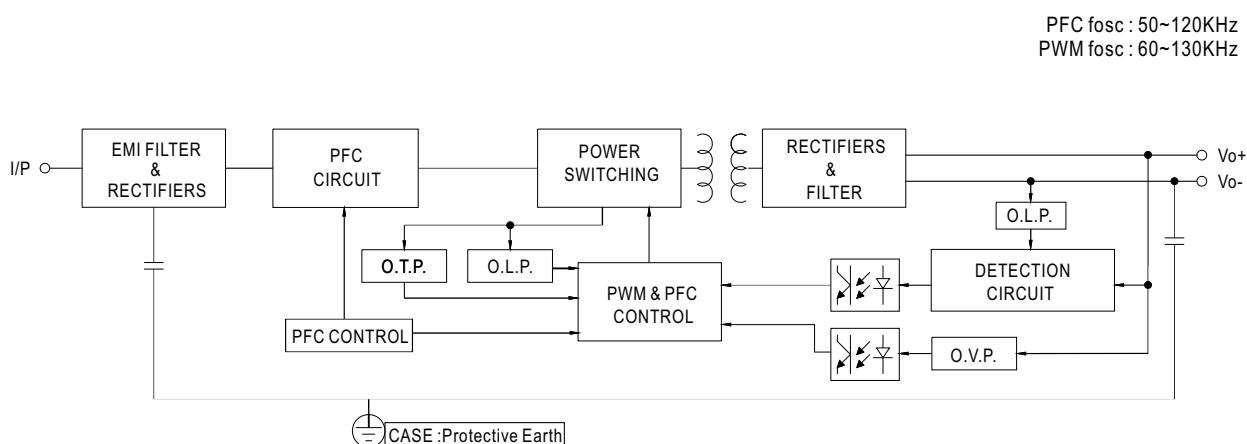 PFC fosc : 50~120KHz
PWM fosc : 60~130KHz
I/P
EMI FILTER
&
RECTIFIERS
PFC
CIRCUIT
POWER
SWITCHING
RECTIFIERS
&
FILTER
Vo+
Vo-
O.L.P.
O.T.P.
O.L.P.
PWM & PFC
CONTROL
DETECTION
CIRCUIT
PFC CONTROL
O.V.P.
CASE :Protective Earth